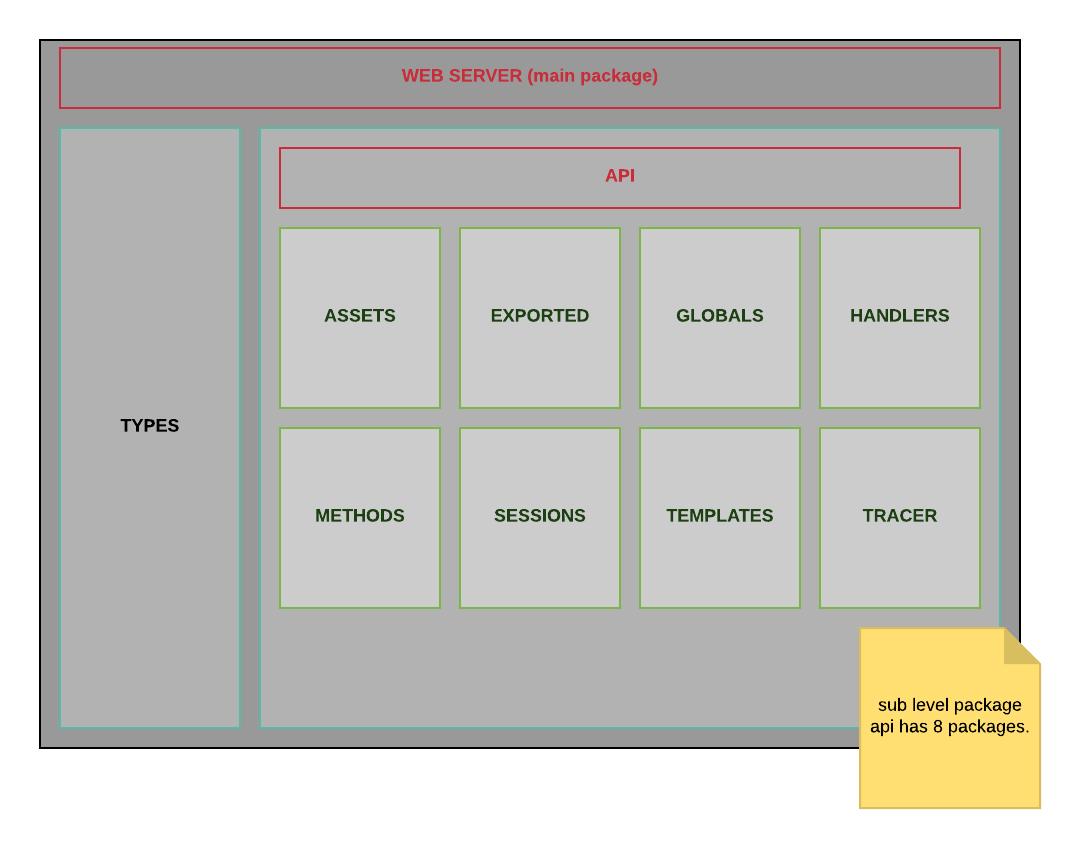 WEB SERVER (main package)
API
TYPES
ASSETS
EXPORTED
GLOBALS
HANDLERS
METHODS
SESSIONS
TEMPLATES
TRACER
sub level package
api has 8 packages.